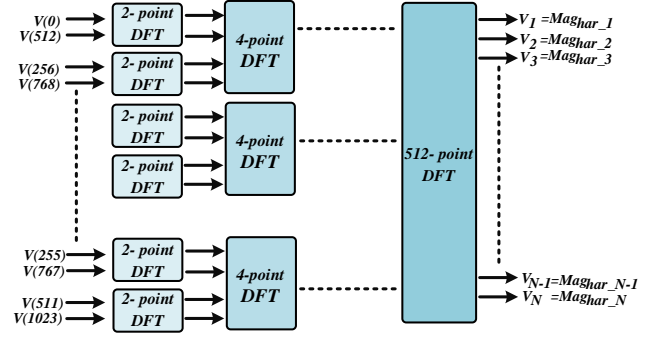 V(0)
V(512)
V(256)
V(768)
V(255)
V(767)
V(511)
V(1023)
2- point
DFT
2- point
DFT
2- point
DFT
2- point
DFT
2- point
DFT
2- point
DFT
4-point
DFT
4-point
DFT
4-point
DFT
512- point
DFT
V1 =Maghar_1
V2 =Maghar_2
V3 =Maghar_3
VN-1=Maghar_N-1
VN =Maghar_N